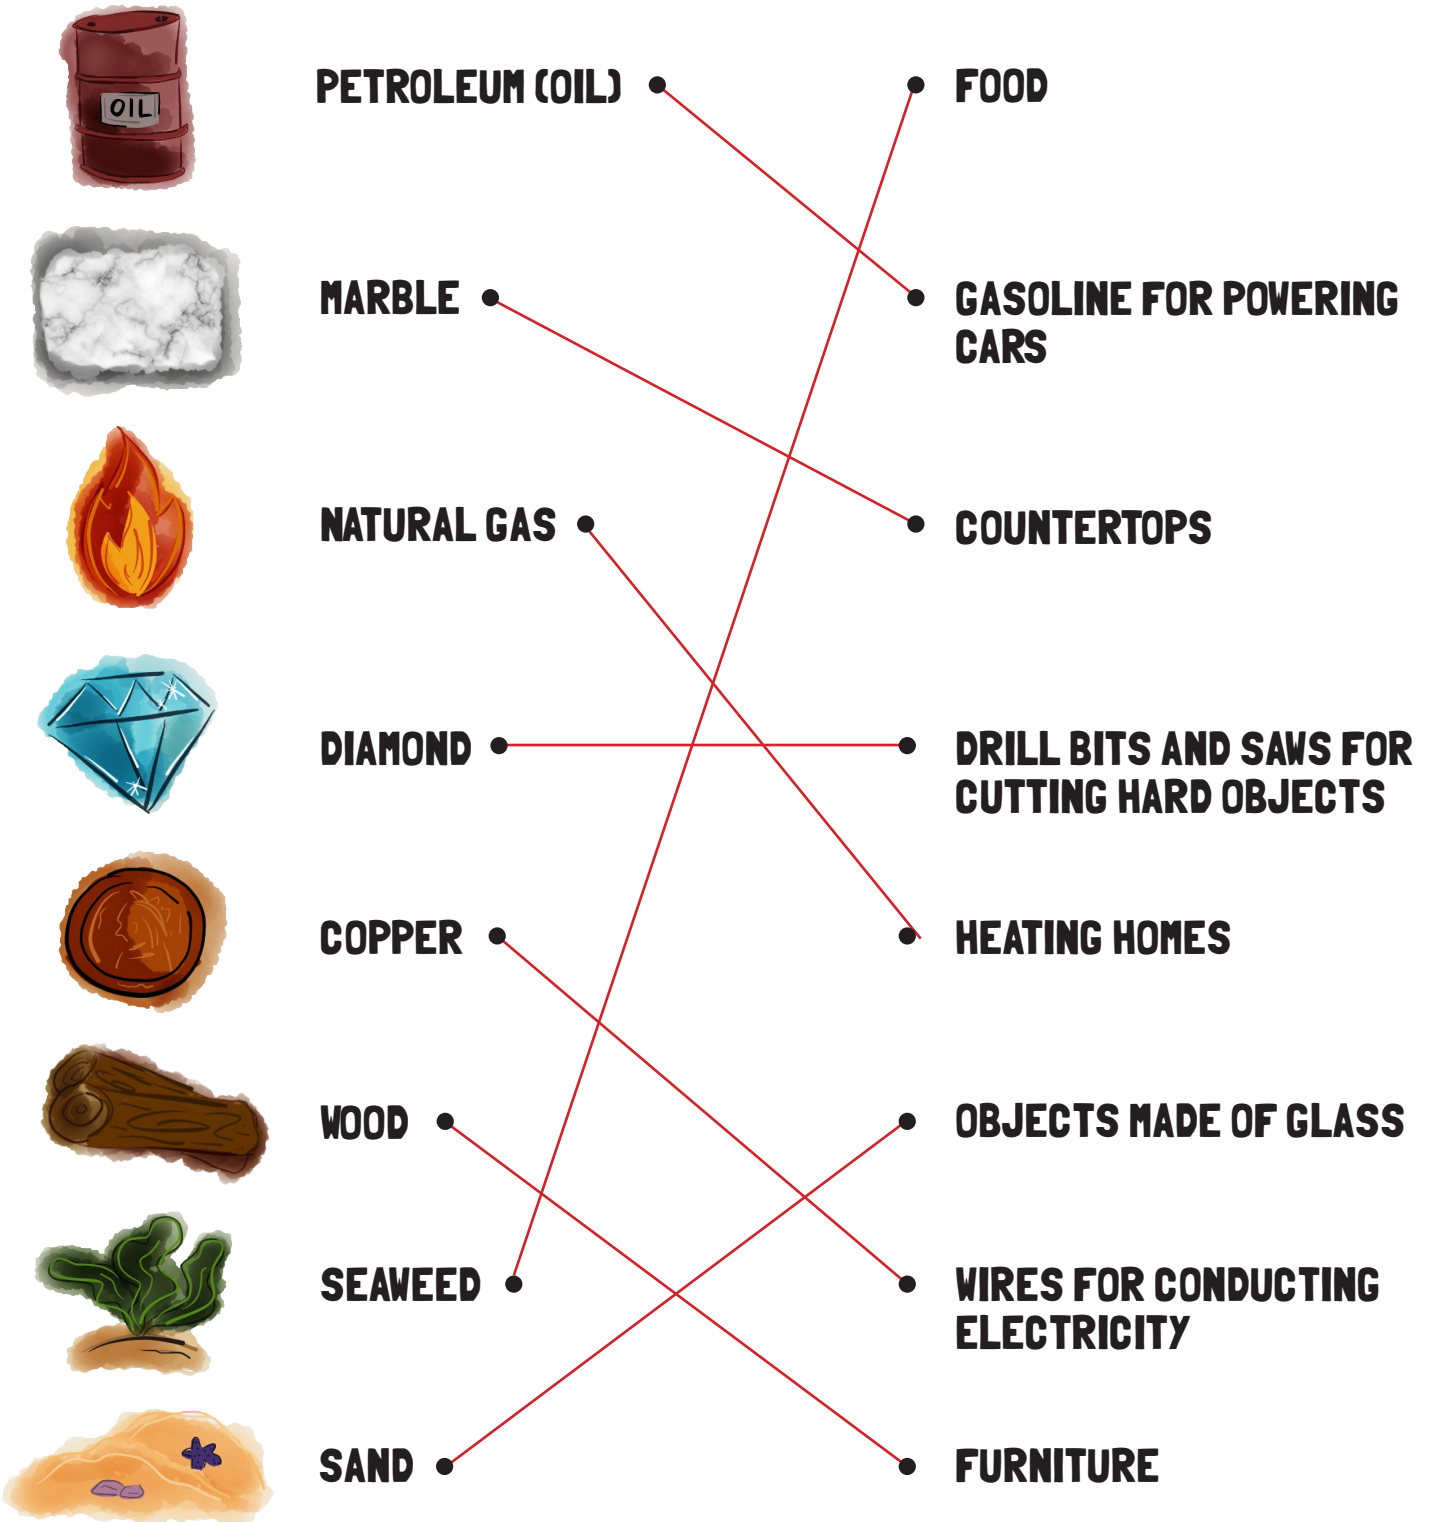 OIL
PETROLEUM (OIL)
FOOD
MARBLE
GASOLINE FOR POWERING
CARS
NATURAL GAS
COUNTERTOPS
DIAMOND
DRILL BITS AND SAWS FOR
CUTTING HARD OBJECTS
COPPER
HEATING HOMES
WOOD
OBJECTS MADE OF GLASS
SEAWEED
WIRES FOR CONDUCTING
ELECTRICITY
SAND
FURNITURE